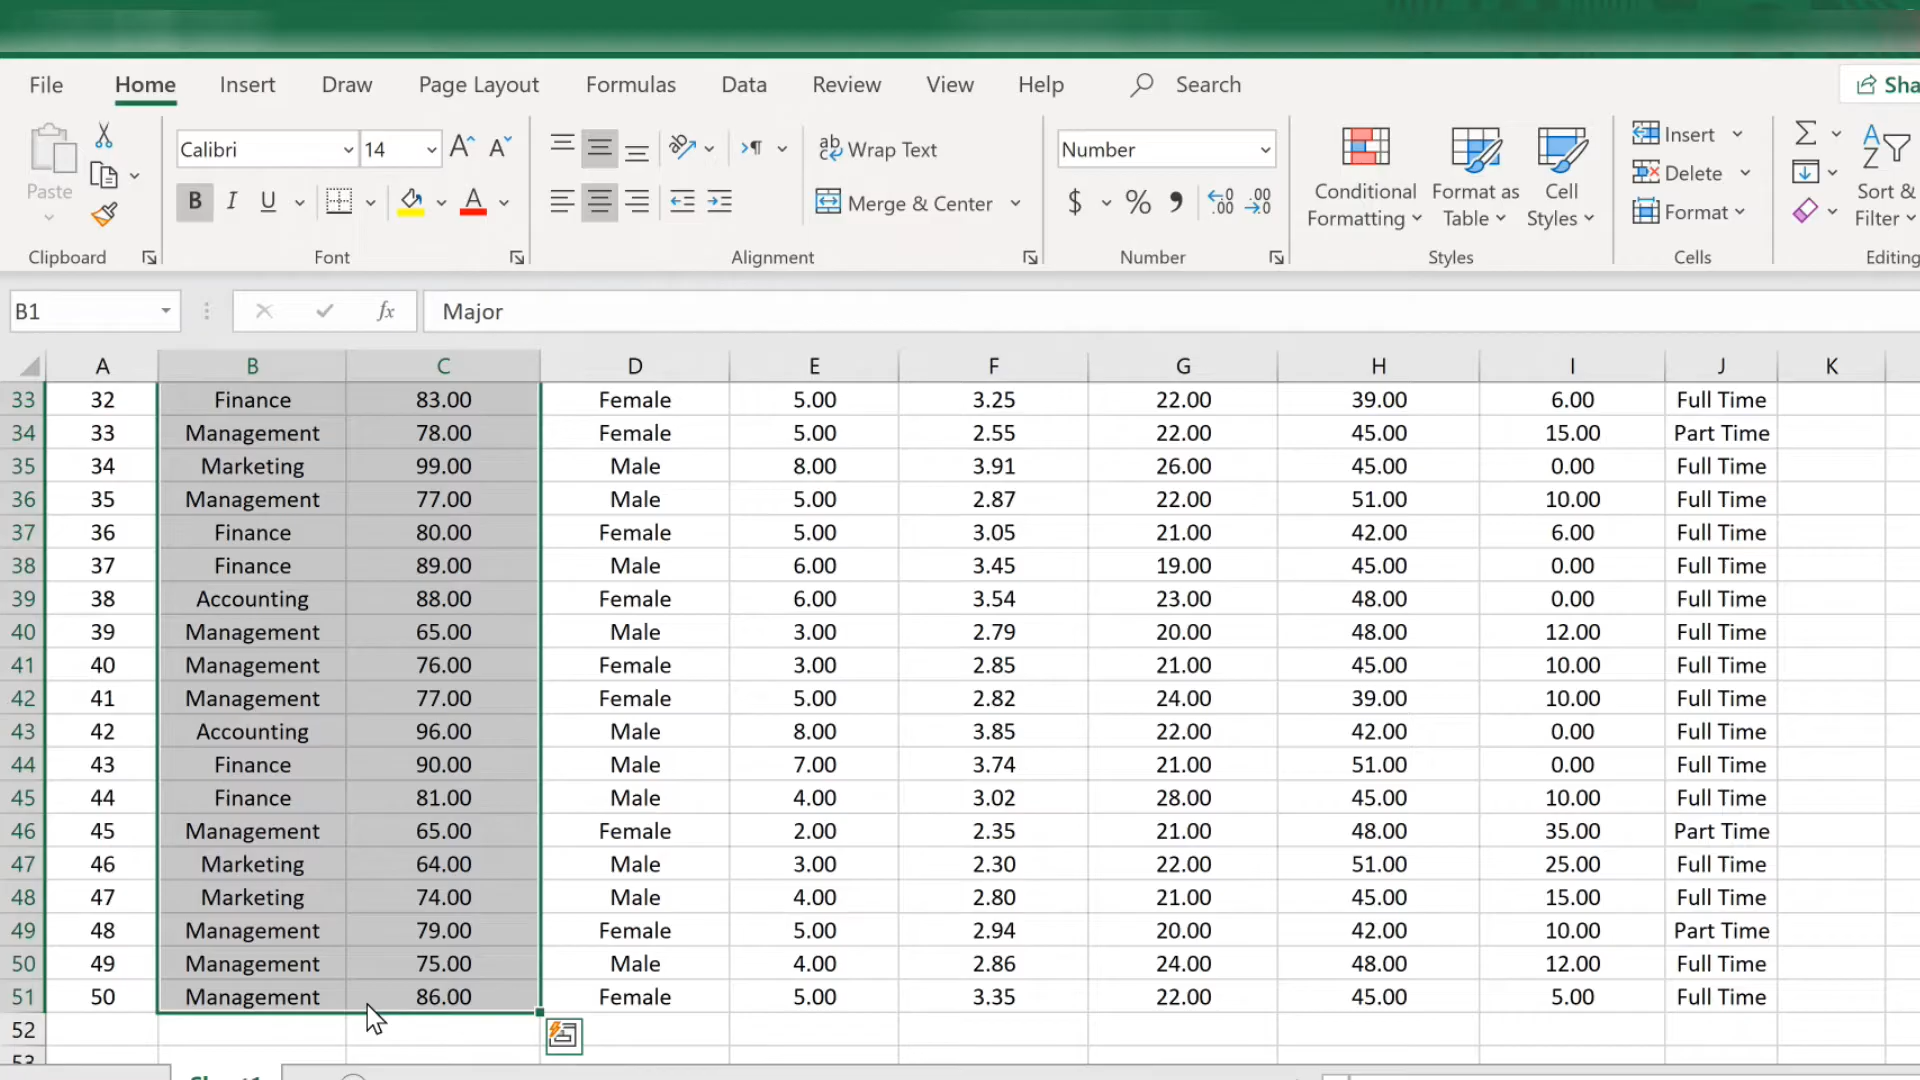 File Home Insert Draw Page Layout Formulas Data Review View Help Search Sha
Paste
Calibri 14
Wrap Text
Number
Insert
Delete
Format
B I U
Merge & Center
$ % ,
Conditional Formatting
Format as Table
Cell Styles
Sort &
Filter
Clipboard Font Alignment Number Styles Cells Editing
B1 fx Major
A B C D E F G H I J K
33 32 Finance 83.00 Female 5.00 3.25 22.00 39.00 6.00 Full Time
34 33 Management 78.00 Female 5.00 2.55 22.00 45.00 15.00 Part Time
35 34 Marketing 99.00 Male 8.00 3.91 26.00 45.00 0.00 Full Time
36 35 Management 77.00 Male 5.00 2.87 22.00 51.00 10.00 Full Time
37 36 Finance 80.00 Female 5.00 3.05 21.00 42.00 6.00 Full Time
38 37 Finance 89.00 Male 6.00 3.45 19.00 45.00 0.00 Full Time
39 38 Accounting 88.00 Female 6.00 3.54 23.00 48.00 0.00 Full Time
40 39 Management 65.00 Male 3.00 2.79 20.00 48.00 12.00 Full Time
41 40 Management 76.00 Female 3.00 2.85 21.00 45.00 10.00 Full Time
42 41 Management 77.00 Female 5.00 2.82 24.00 39.00 10.00 Full Time
43 42 Accounting 96.00 Male 8.00 3.85 22.00 42.00 0.00 Full Time
44 43 Finance 90.00 Male 7.00 3.74 21.00 51.00 0.00 Full Time
45 44 Finance 81.00 Male 4.00 3.02 28.00 45.00 10.00 Full Time
46 45 Management 65.00 Female 2.00 2.35 21.00 48.00 35.00 Part Time
47 46 Marketing 64.00 Male 3.00 2.30 22.00 51.00 25.00 Full Time
48 47 Marketing 74.00 Male 4.00 2.80 21.00 45.00 15.00 Full Time
49 48 Management 79.00 Female 5.00 2.94 20.00 42.00 10.00 Part Time
50 49 Management 75.00 Male 4.00 2.86 24.00 48.00 12.00 Full Time
51 50 Management 86.00 Female 5.00 3.35 22.00 45.00 5.00 Full Time
52
53
Sheet1